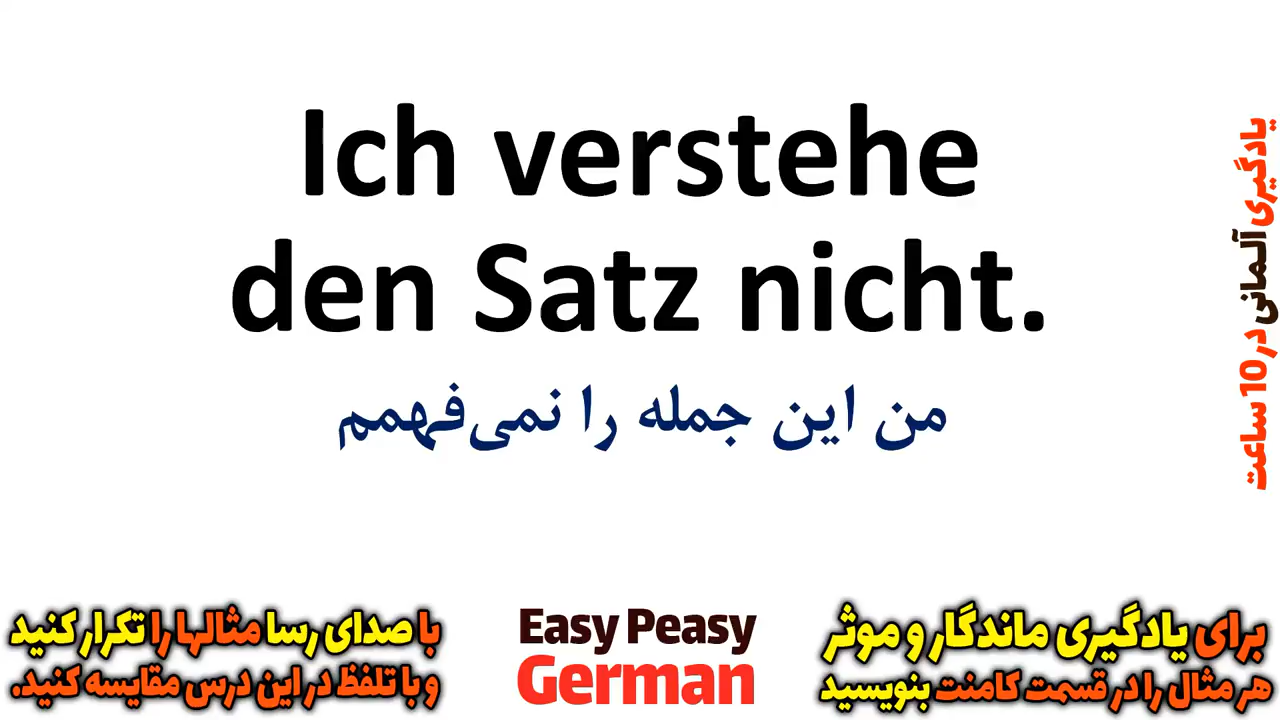 Ich verstehe
den Satz nicht.
من این جمله را نمی‌فهمم
یادگیری آلمانی در 10 ساعت
برای یادگیری ماندگار و موثر
هر مثال را در قسمت کامنت بنویسید
Easy Peasy
German
با صدای رسا مثالها را تکرار کنید
و با تلفظ در این درس مقایسه کنید.